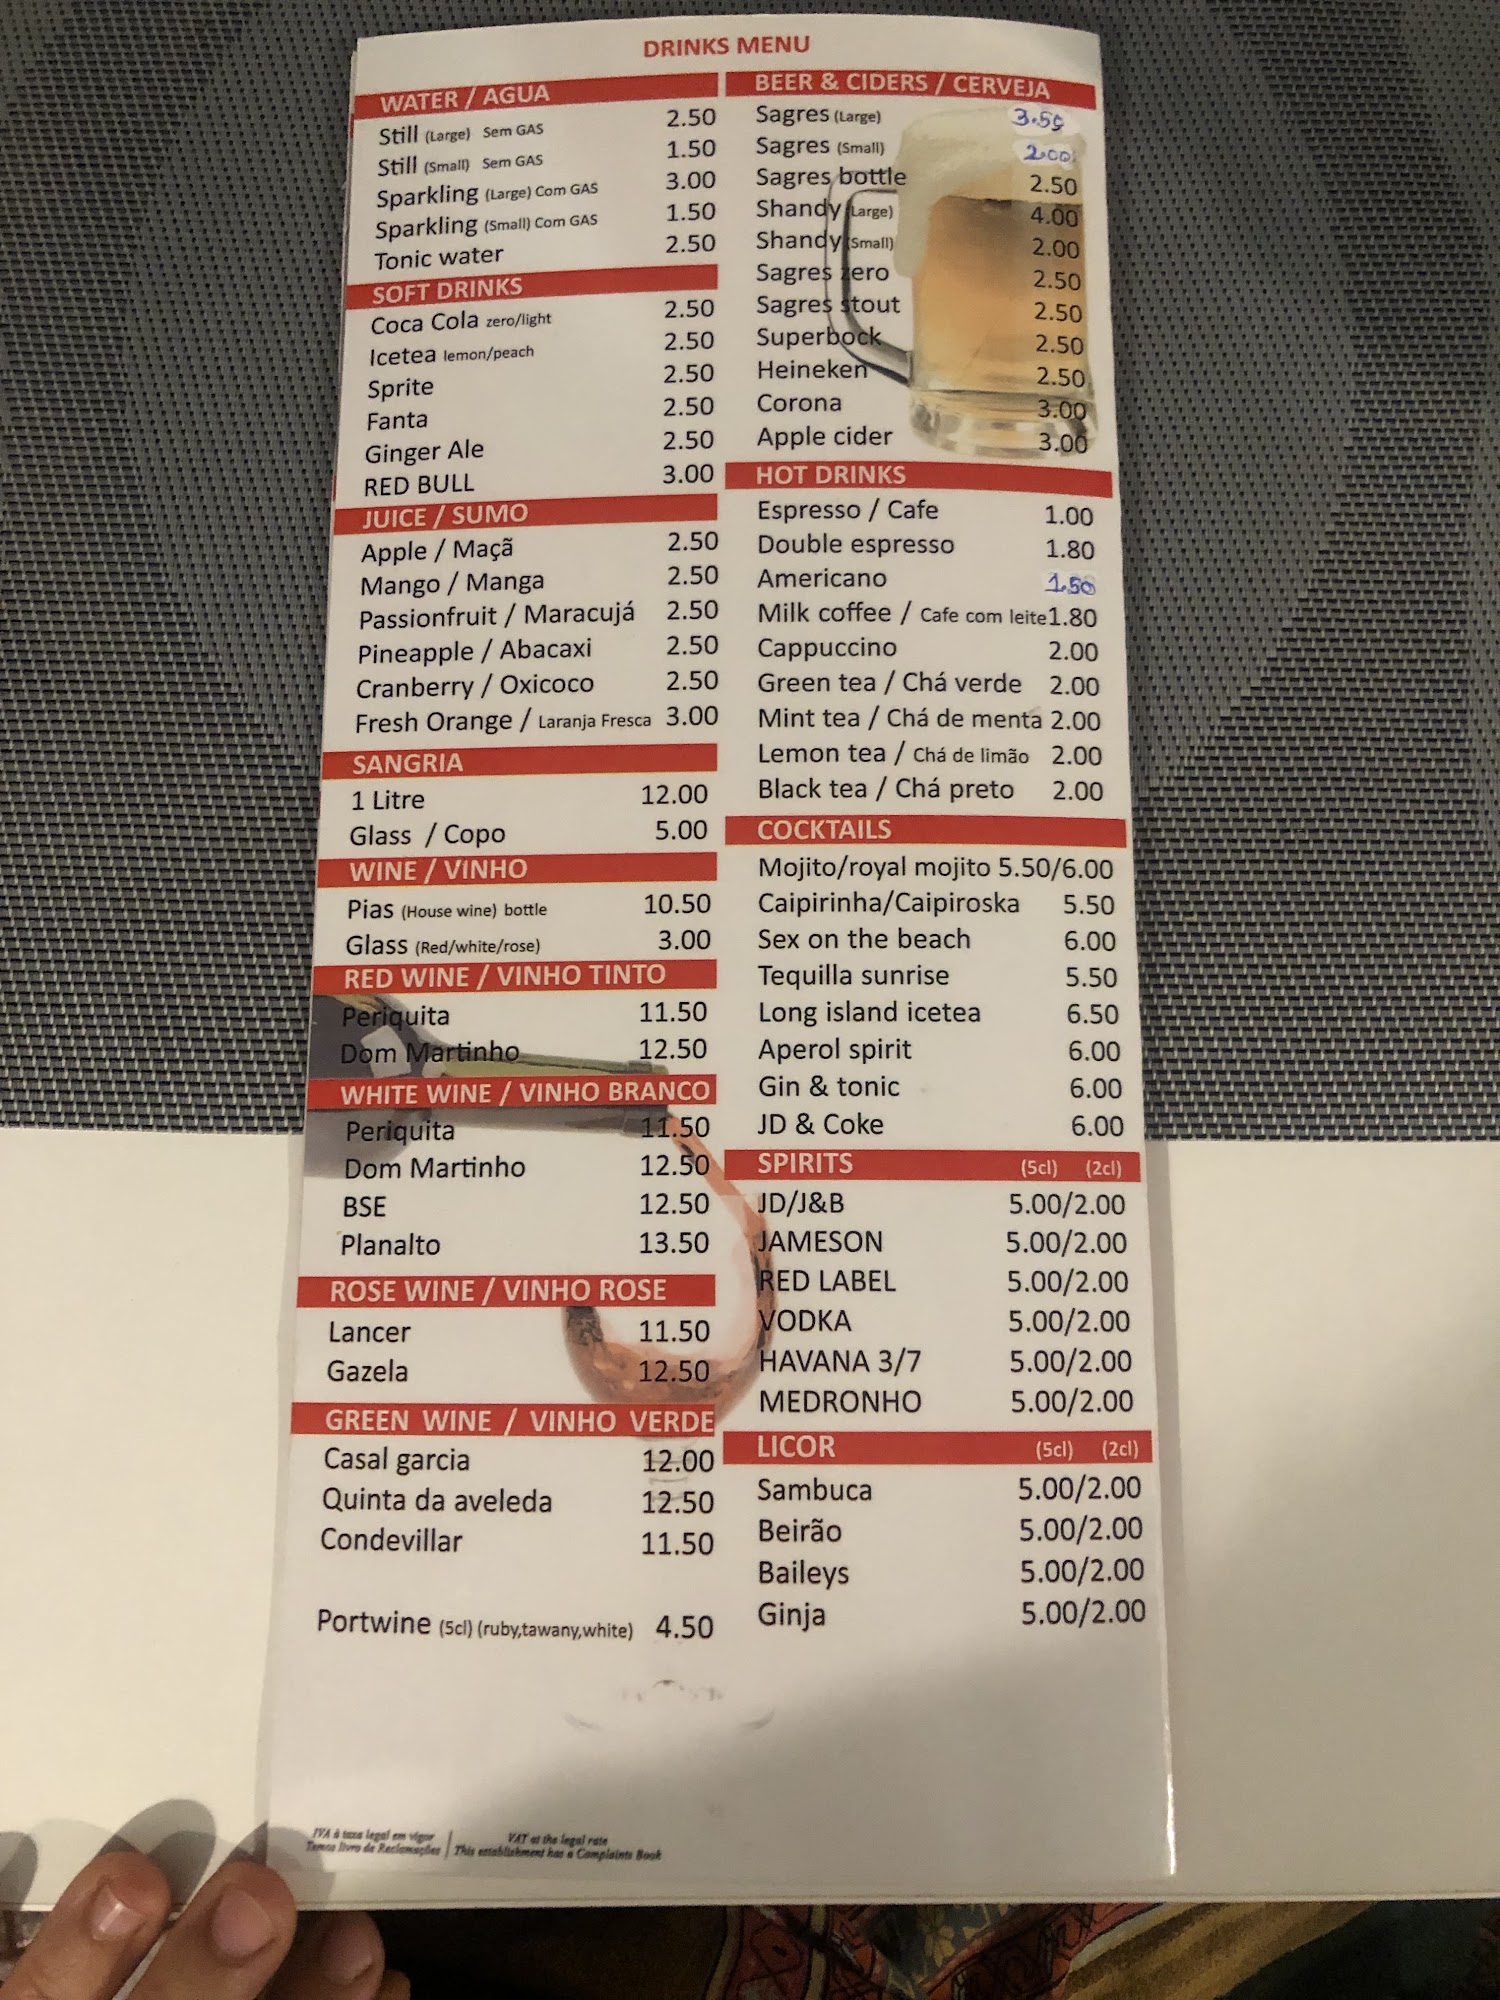 DRINKS MENU
WATER / AGUA
Still (Large) Sem GAS 2.50
Still (Small) Sem GAS 1.50
Sparkling (Large) Com GAS 3.00
Sparkling (Small) Com GAS 1.50
Tonic water 2.50
SOFT DRINKS
Coca Cola zero/light 2.50
Icetea lemon/peach 2.50
Sprite 2.50
Fanta 2.50
Ginger Ale 2.50
RED BULL 3.00
JUICE / SUMO
Apple / Maçã 2.50
Mango / Manga 2.50
Passionfruit / Maracujá 2.50
Pineapple / Abacaxi 2.50
Cranberry / Oxicoco 2.50
Fresh Orange / Laranja Fresca 3.00
SANGRIA
1 Litre 12.00
Glass / Copo 5.00
WINE / VINHO
Pias (House wine) bottle 10.50
Glass (Red/white/rose) 3.00
RED WINE / VINHO TINTO
Periquita 11.50
Dom Martinho 12.50
WHITE WINE / VINHO BRANCO
Periquita 11.50
Dom Martinho 12.50
BSE 12.50
Planalto 13.50
ROSE WINE / VINHO ROSE
Lancer 11.50
Gazela 12.50
GREEN WINE / VINHO VERDE
Casal garcia 12.00
Quinta da aveleda 12.50
Condevillar 11.50
Portwine (5cl) (ruby,tawany,white) 4.50
BEER & CIDERS / CERVEJA
Sagres (Large) 3.50
Sagres (Small) 2.00
Sagres bottle 2.50
Shandy (Large) 4.00
Shandy (Small) 2.00
Sagres zero 2.50
Sagres stout 2.50
Superbock 2.50
Heineken 2.50
Corona 3.00
Apple cider 3.00
HOT DRINKS
Espresso / Cafe 1.00
Double espresso 1.80
Americano 1.50
Milk coffee / Cafe com leite 1.80
Cappuccino 2.00
Green tea / Chá verde 2.00
Mint tea / Chá de menta 2.00
Lemon tea / Chá de limão 2.00
Black tea / Chá preto 2.00
COCKTAILS
Mojito/royal mojito 5.50/6.00
Caipirinha/Caipiroska 5.50
Sex on the beach 6.00
Tequilla sunrise 5.50
Long island icetea 6.50
Aperol spirit 6.00
Gin & tonic 6.00
JD & Coke 6.00
SPIRITS (5cl) (2cl)
JD/J&B 5.00/2.00
JAMESON 5.00/2.00
RED LABEL 5.00/2.00
VODKA 5.00/2.00
HAVANA 3/7 5.00/2.00
MEDRONHO 5.00/2.00
LICOR (5cl) (2cl)
Sambuca 5.00/2.00
Beirão 5.00/2.00
Baileys 5.00/2.00
Ginja 5.00/2.00
IVA à taxa legal em vigor
Temos livro de Reclamações
VAT at the legal rate
This establishment has a Complaints Book